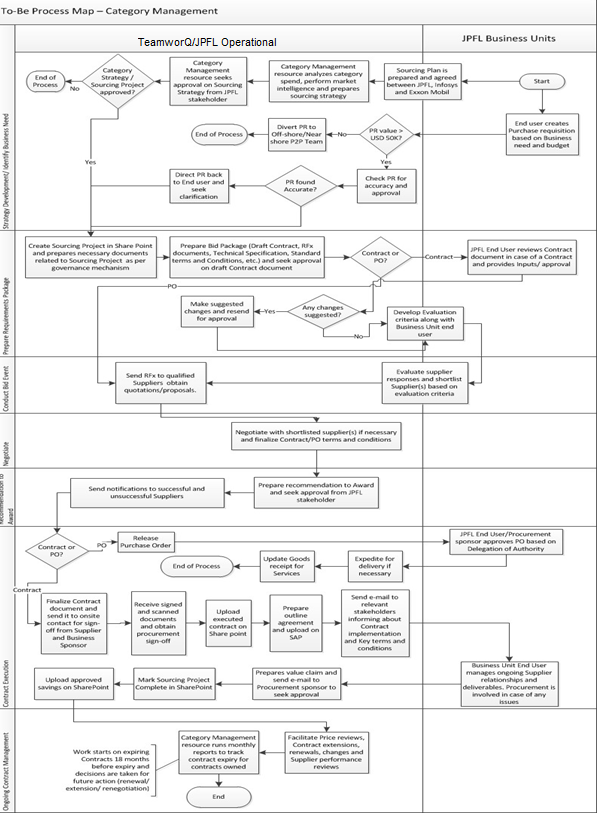 To-Be Process Map – Category Management
TeamworQ/JPFL Operational
JPFL Business Units
Strategy Development/ Identify Business Need
End of
Process
No
Category
Strategy /
Sourcing Project
approved?
Category
Management
resource seeks
approval on Sourcing
Strategy from JPFL
stakeholder
Category Management
resource analyzes category
spend, perform market
intelligence and prepares
sourcing strategy
Sourcing Plan is
prepared and agreed
between JPFL, Infosys
and Exxon Mobil
Start
End user creates
Purchase requisition
based on Business
need and budget
PR value >
USD 50K?
No
Divert PR to
Off-shore/Near
shore P2P Team
End of Process
Yes
Yes
Check PR for
accuracy and
approval
PR found
Accurate?
Direct PR back
to End user and
seek
clarification
Prepare Requirements Package
Create Sourcing Project in Share Point
and prepares necessary documents
related to Sourcing Project  as per
governance mechanism
Prepare Bid Package (Draft Contract, RFx
documents, Technical Specification, Standard
terms and Conditions, etc.) and seek approval
on draft Contract document
Contract or
PO?
Contract
JPFL End User reviews Contract
document in case of a Contract
and provides Inputs/ approval
PO
Make suggested
changes and resend
for approval
Yes
Any changes
suggested?
No
Develop Evaluation
criteria along with
Business Unit end
user
Conduct Bid Event
Send RFx to qualified
Suppliers  obtain
quotations/proposals.
Evaluate supplier
responses and shortlist
Supplier(s) based on
evaluation criteria
Negotiate
Negotiate with shortlisted supplier(s) if necessary
and finalize Contract/PO terms and conditions
Recommendation to
Award
Send notifications to successful and
unsuccessful Suppliers
Prepare recommendation to Award
and seek approval from JPFL
stakeholder
Contract Execution
Contract or
PO?
PO
Release
Purchase Order
JPFL End User/Procurement
sponsor approves PO based on
Delegation of Authority
End of Process
Update Goods
receipt for
Services
Expedite for
delivery if
necessary
Contract
Finalize Contract
document and
send it to onsite
contact for sign-
off from Supplier
and Business
Sponsor
Receive signed
and scanned
documents
and obtain
procurement
sign-off
Upload
executed
contract on
Share point
Prepare
outline
agreement
and upload on
SAP
Send e-mail to
relevant
stakeholders
informing about
Contract
implementation
and Key terms
and conditions
Upload approved
savings on SharePoint
Mark Sourcing Project
Complete in SharePoint
Prepares value claim and
send e-mail to
Procurement sponsor to
seek approval
Business Unit End User
manages ongoing Supplier
relationships and
deliverables. Procurement is
involved in case of any
issues
Ongoing Contract Management
Work starts on expiring
Contracts 18 months
before expiry and
decisions are taken for
future action (renewal/
extension/ renegotiation)
Category Management
resource runs monthly
reports to track
contract expiry for
contracts owned
Facilitate Price reviews,
Contract extensions,
renewals, changes and
Supplier performance
reviews
End